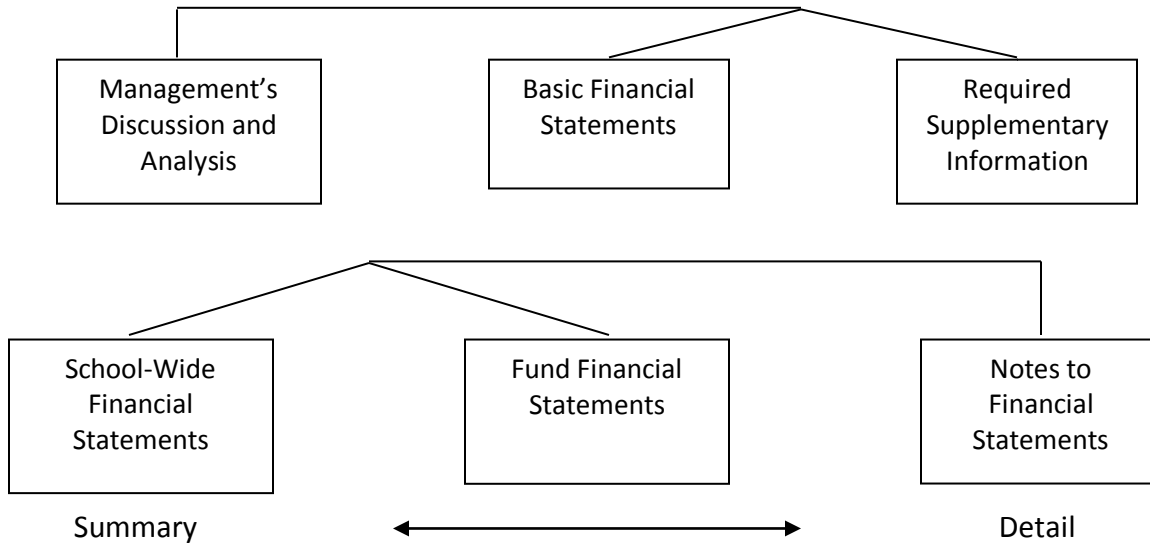 Management’s
Discussion and
Analysis
Basic Financial
Statements
Required
Supplementary
Information
School-Wide
Financial
Statements
Fund Financial
Statements
Notes to
Financial
Statements
Summary
Detail